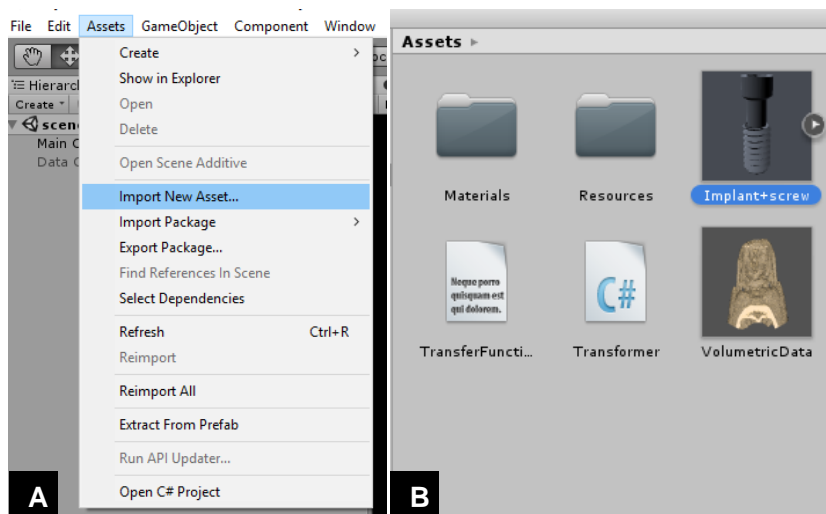 File Edit Assets GameObject Component Window
Create
Show in Explorer
Open
Delete
Open Scene Additive
Import New Asset...
Import Package
Export Package...
Find References In Scene
Select Dependencies
Refresh Ctrl+R
Reimport
Reimport All
Extract From Prefab
Run API Updater...
Open C# Project
Hierarc
Create
scen
Main C
Data
A
Assets
Materials Resources Implant+screw
Neque porro
quisquam est
qui dolorem.
C#
TransferFuncti... Transformer VolumetricData
B